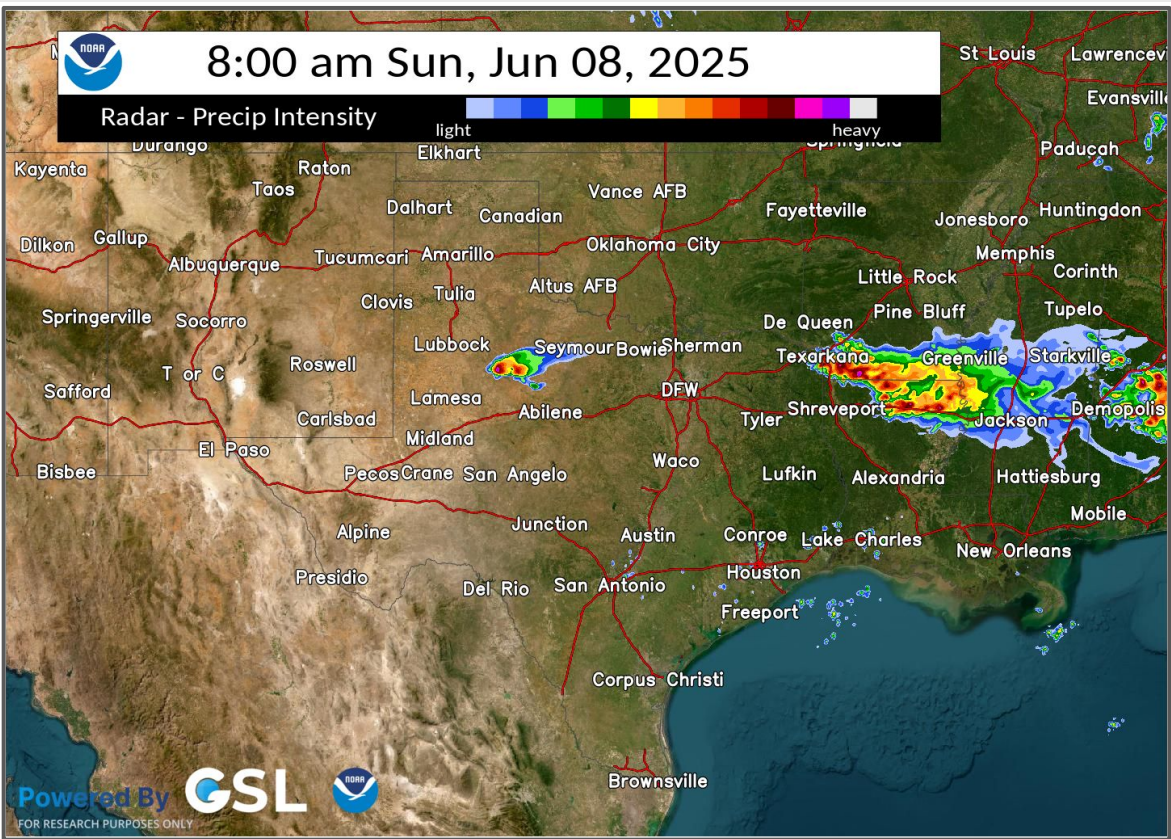 NOAA
8:00 am Sun, Jun 08, 2025
Radar - Precip Intensity
light
heavy
St Louis
Lawrencevi
Evansville
Durango
Elkhart
Springfield
Paducah
Kayenta
Raton
Taos
Vance AFB
Dalhart
Canadian
Fayetteville
Jonesboro
Huntingdon
Dilkon
Gallup
Albuquerque
Tucumcari
Amarillo
Oklahoma City
Memphis
Corinth
Little Rock
Clovis
Tulia
Altus AFB
Springerville
Socorro
De Queen
Pine Bluff
Tupelo
Lubbock
Seymour
Bowie
Sherman
Texarkana
Greenville
Starkville
Safford
T or C
Roswell
Lamesa
Abilene
DFW
Shreveport
Demopolis
Carlsbad
Tyler
Jackson
Midland
El Paso
Bisbee
Pecos
Crane
San Angelo
Waco
Lufkin
Alexandria
Hattiesburg
Mobile
Alpine
Junction
Austin
Conroe
Lake Charles
New Orleans
Presidio
Del Rio
San Antonio
Houston
Freeport
Corpus Christi
Brownsville
Powered By
GSL
NOAA
FOR RESEARCH PURPOSES ONLY